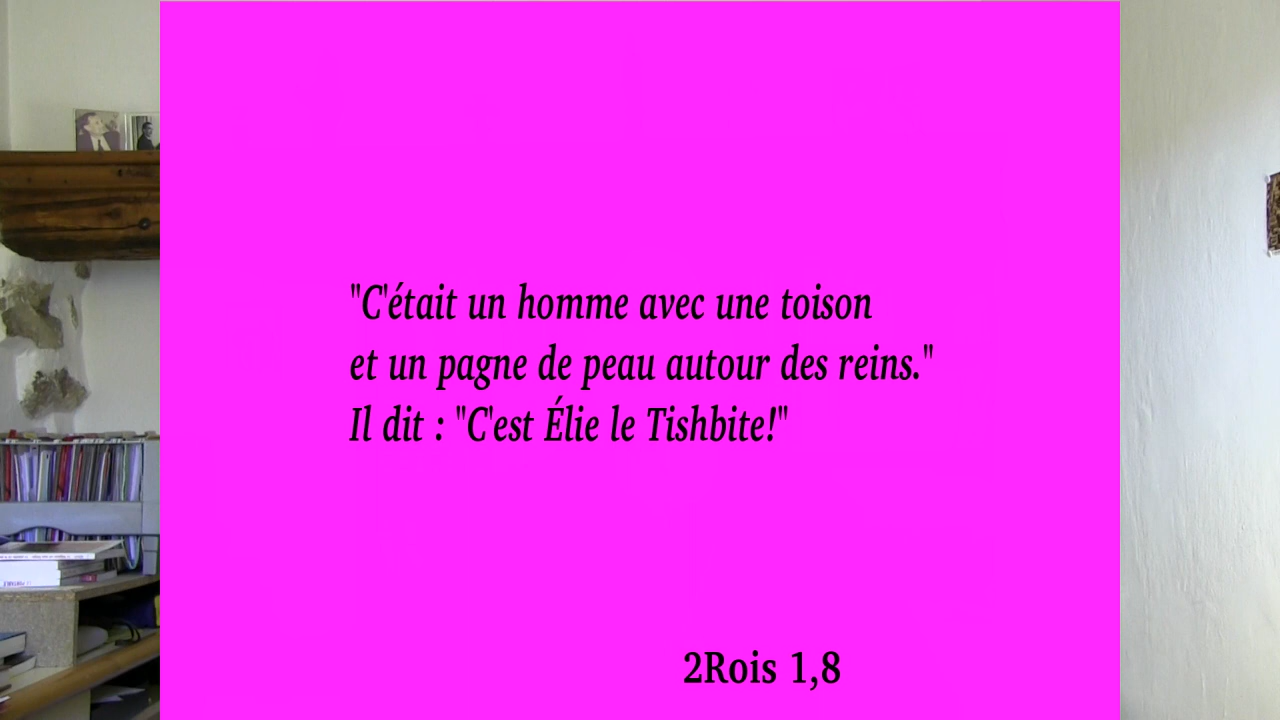 "C'était un homme avec une toison
et un pagne de peau autour des reins."
Il dit : "C'est Élie le Tishbite!"
2Rois 1,8